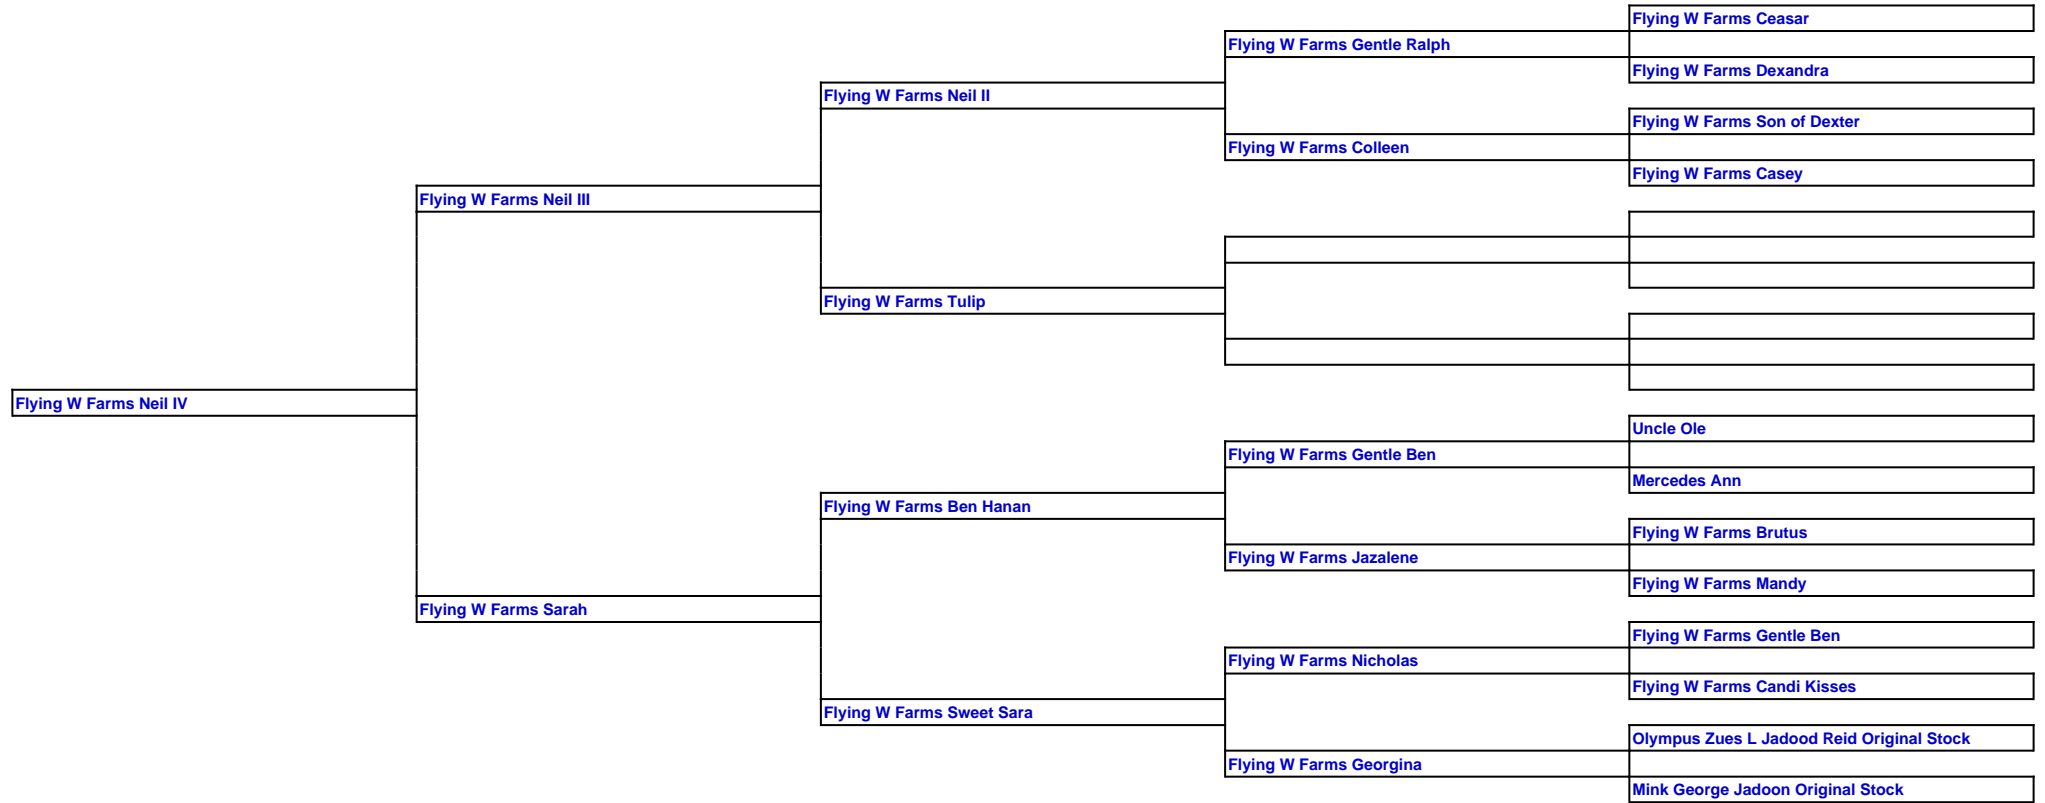 Flying W Farms Ceasar
Flying W Farms Gentle Ralph
Flying W Farms Dexandra
Flying W Farms Neil II
Flying W Farms Son of Dexter
Flying W Farms Colleen
Flying W Farms Casey
Flying W Farms Neil III
Flying W Farms Tulip
Flying W Farms Neil IV
Uncle Ole
Flying W Farms Gentle Ben
Mercedes Ann
Flying W Farms Ben Hanan
Flying W Farms Brutus
Flying W Farms Jazalene
Flying W Farms Mandy
Flying W Farms Sarah
Flying W Farms Gentle Ben
Flying W Farms Nicholas
Flying W Farms Candi Kisses
Flying W Farms Sweet Sara
Olympus Zues L Jadood Reid Original Stock
Flying W Farms Georgina
Mink George Jadoon Original Stock